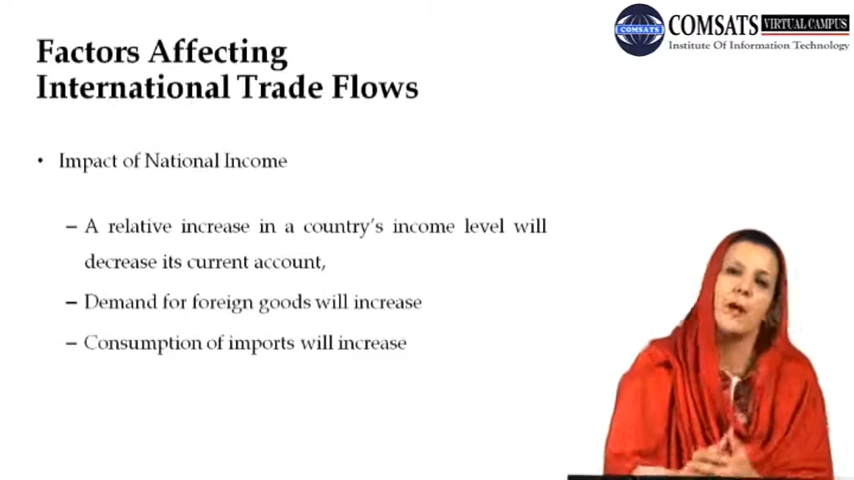 COMSATS VIRTUAL CAMPUS
COMSATS
Institute Of Information Technology
Factors Affecting
International Trade Flows
• Impact of National Income
– A relative increase in a country's income level will
decrease its current account,
– Demand for foreign goods will increase
– Consumption of imports will increase